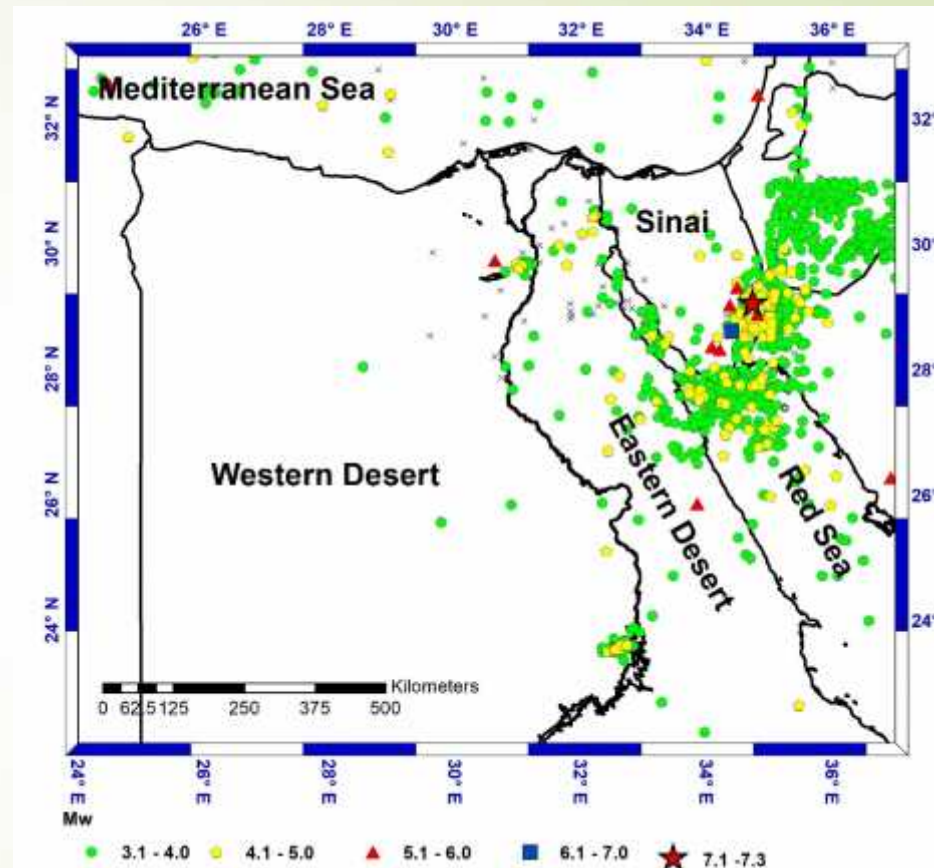 26° E 28° E 30° E 32° E 34° E 36° E
Mediterranean Sea
32° N
32° N
Sinai
30° N
30° N
28° N
28° N
Western Desert
Eastern Desert
Red Sea
26° N
26° N
24° N
24° N
Kilometers
0 62.5 125 250 375 500
24° E 26° E 28° E 30° E 32° E 34° E 36° E
Mw
3.1 - 4.0 4.1 - 5.0 5.1 - 6.0 6.1 - 7.0 7.1 -7.3